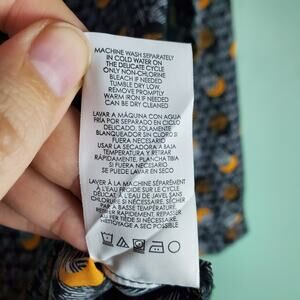 MACHINE WASH SEPARATELY
IN COLD WATER ON
THE DELICATE CYCLE
ONLY NON-CHLORINE
BLEACH IF NEEDED
TUMBLE DRY LOW,
REMOVE PROMPTLY
WARM IRON IF NEEDED
CAN BE DRY CLEANED
LAVAR A MÁQUINA CON AGUA
FRÍA POR SEPARADO EN CICLO
DELICADO, SOLAMENTE
BLANQUEADOR SIN CLORO SI
FUERA NECESARIO
USAR LA SECADORA A BAJA
TEMPERATURA Y RETIRAR
RÁPIDAMENTE, PLANCHA TIBIA
SI FUERA NECESARIO
SE PUEDE LAVAR EN SECO
LAVER À LA MACHINE SÉPARÉMENT
À L'EAU FROIDE SUR LE CYCLE
DÉLICAT, À L'EAU DE JAVEL SANS
CHLORE SI NÉCESSAIRE, SÉCHER
PAR À BASSE TEMPÉRATURE,
RETIRER RAPIDEMENT, REPASSER
AU FER TIÈDE SI NÉCESSAIRE
NETTOYAGE À SEC POSSIBLE